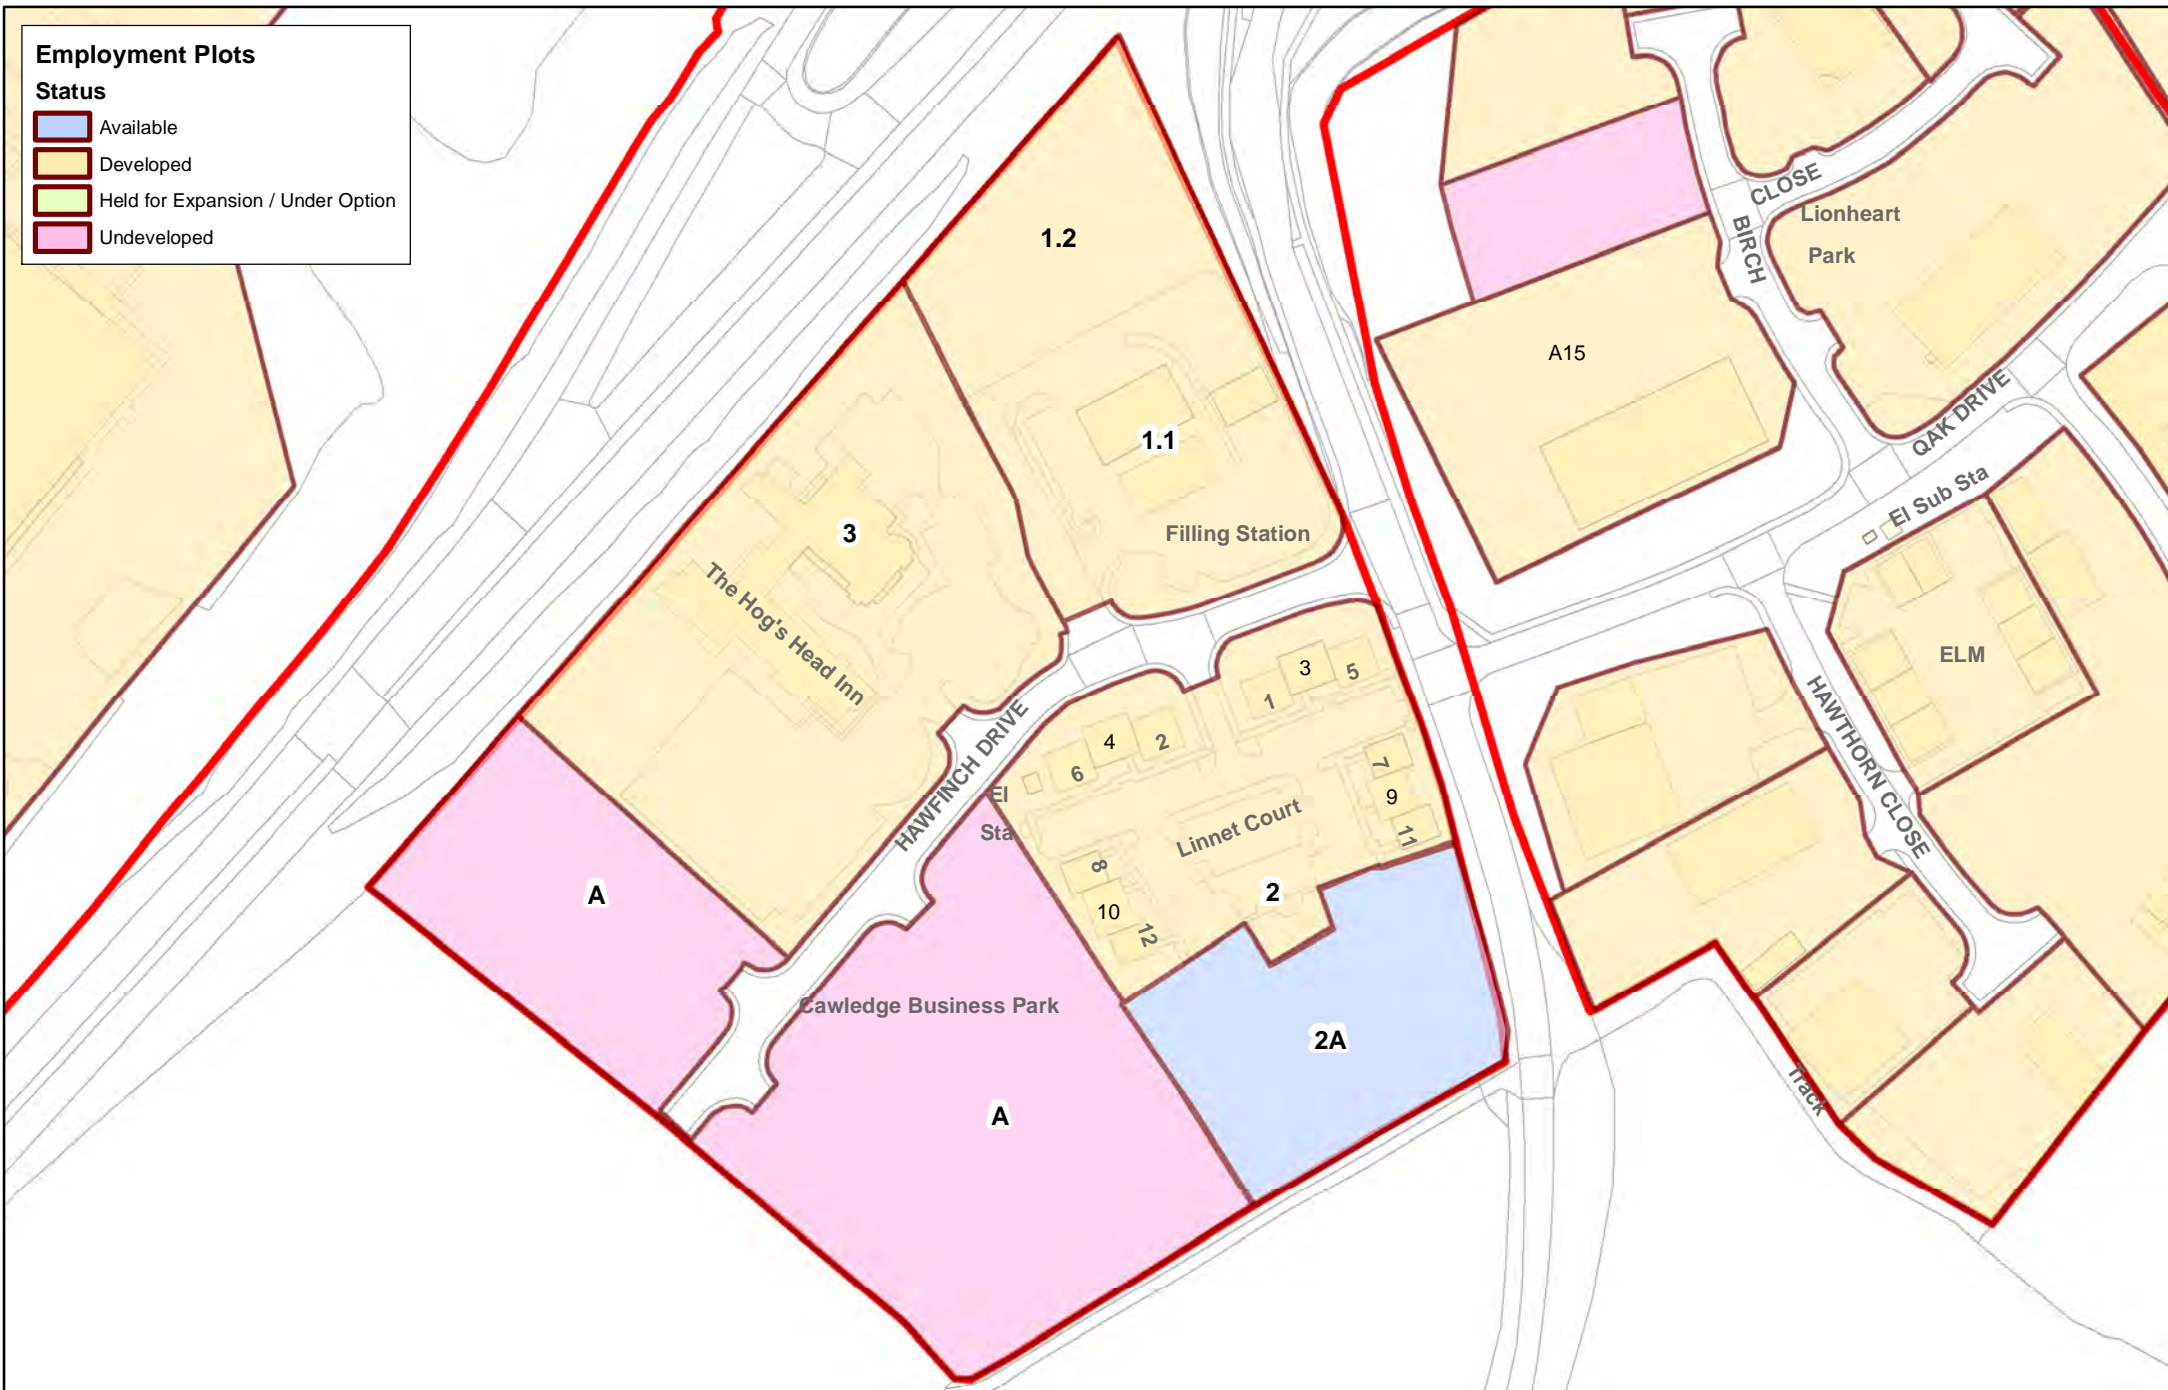 Employment Plots
Status
Available
Developed
Held for Expansion / Under Option
Undeveloped
1.2
1.1
Filling Station
3
The Hog's Head Inn
HAWFINCH DRIVE
A
A
Cawledge Business Park
El
Sta
1
3
5
2
4
6
7
9
11
8
10
12
Linnet Court
2
2A
A15
CLOSE
BIRCH
Lionheart
Park
OAK DRIVE
El Sub Sta
ELM
HAWTHORN CLOSE
Track